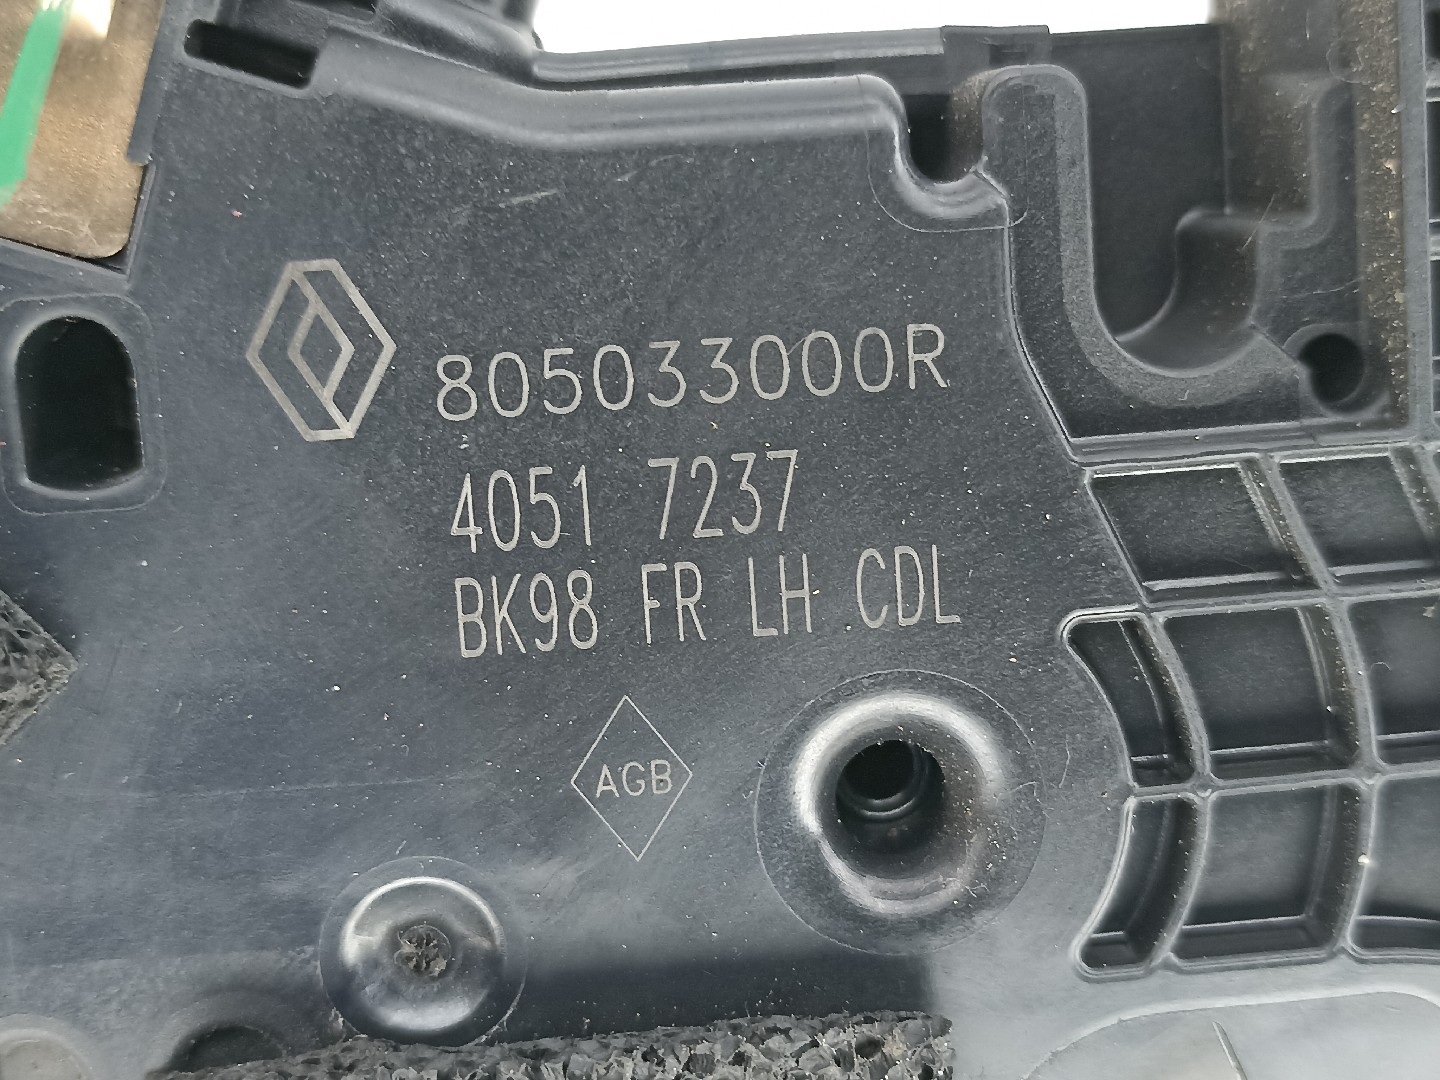 805033000R
4051 7237
BK98 FR LH CDL
AGB